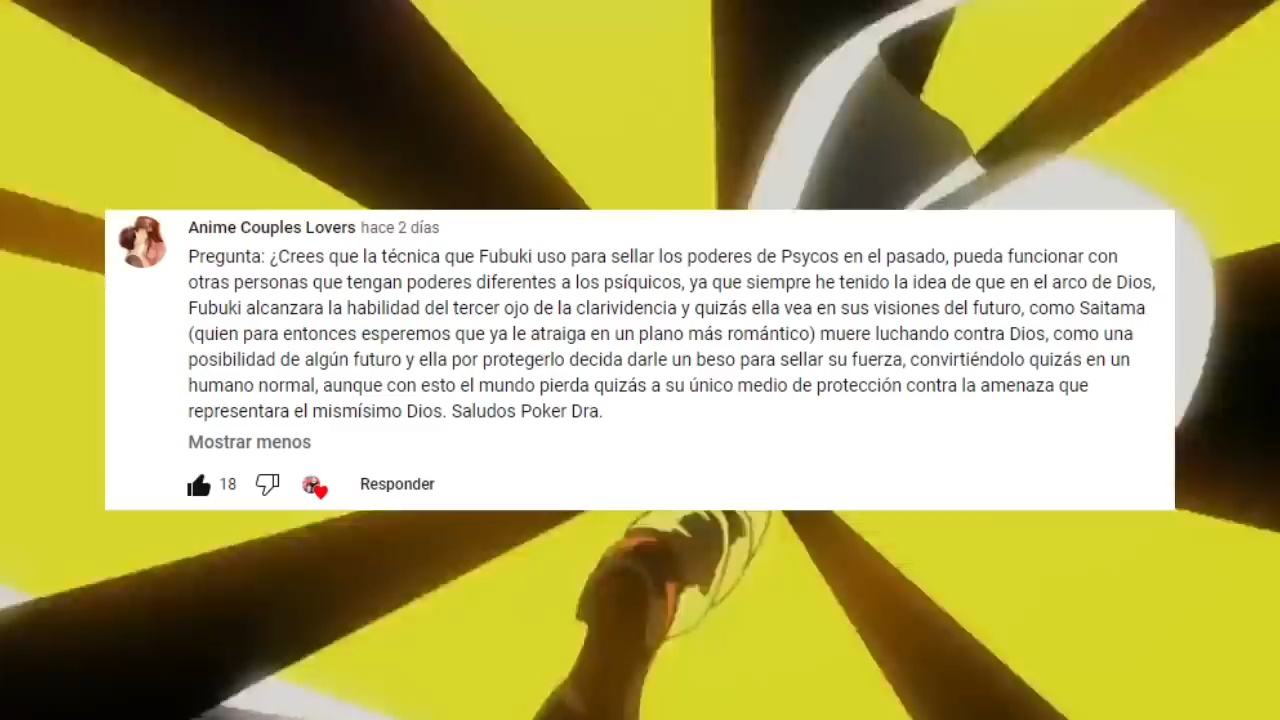 Anime Couples Lovers hace 2 días
Pregunta: ¿Crees que la técnica que Fubuki uso para sellar los poderes de Psycos en el pasado, pueda funcionar con
otras personas que tengan poderes diferentes a los psíquicos, ya que siempre he tenido la idea de que en el arco de Dios,
Fubuki alcanzara la habilidad del tercer ojo de la clarividencia y quizás ella vea en sus visiones del futuro, como Saitama
(quien para entonces esperemos que ya le atraiga en un plano más romántico) muere luchando contra Dios, como una
posibilidad de algún futuro y ella por protegerlo decida darle un beso para sellar su fuerza, convirtiéndolo quizás en un
humano normal, aunque con esto el mundo pierda quizás a su único medio de protección contra la amenaza que
representara el mismísimo Dios. Saludos Poker Dra.
Mostrar menos
18 Responder